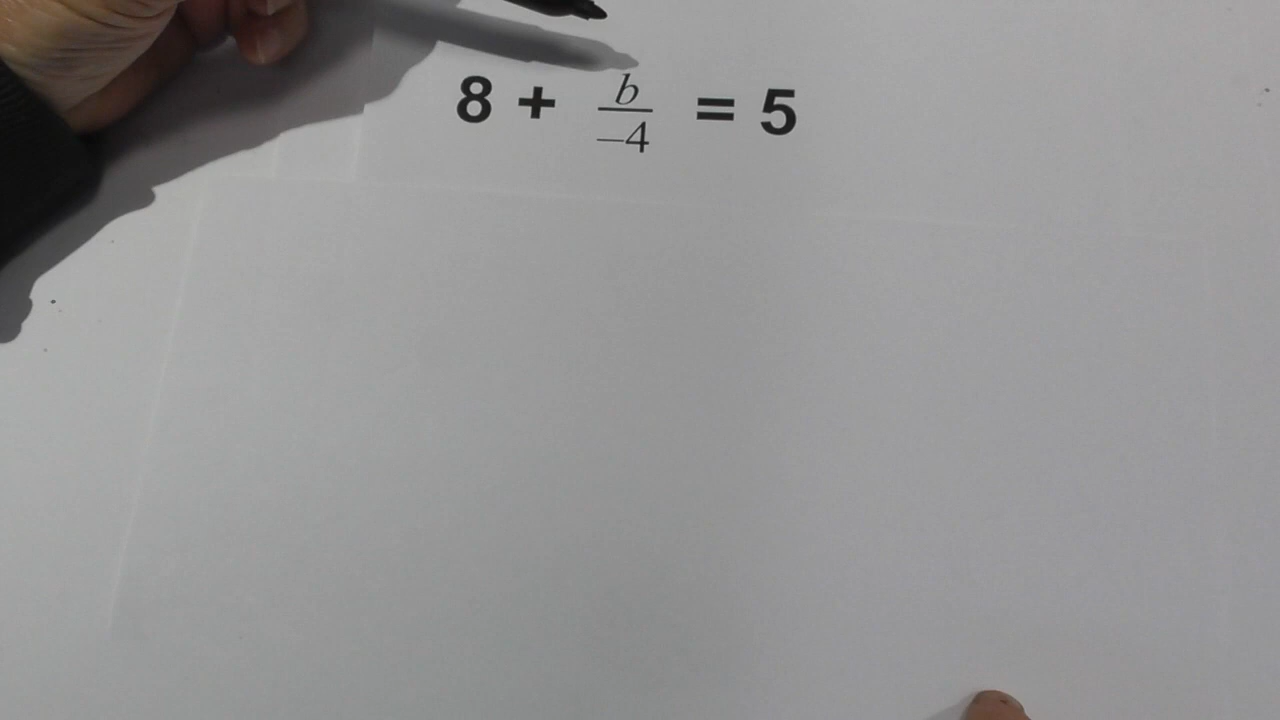 8 + b/−4 = 5